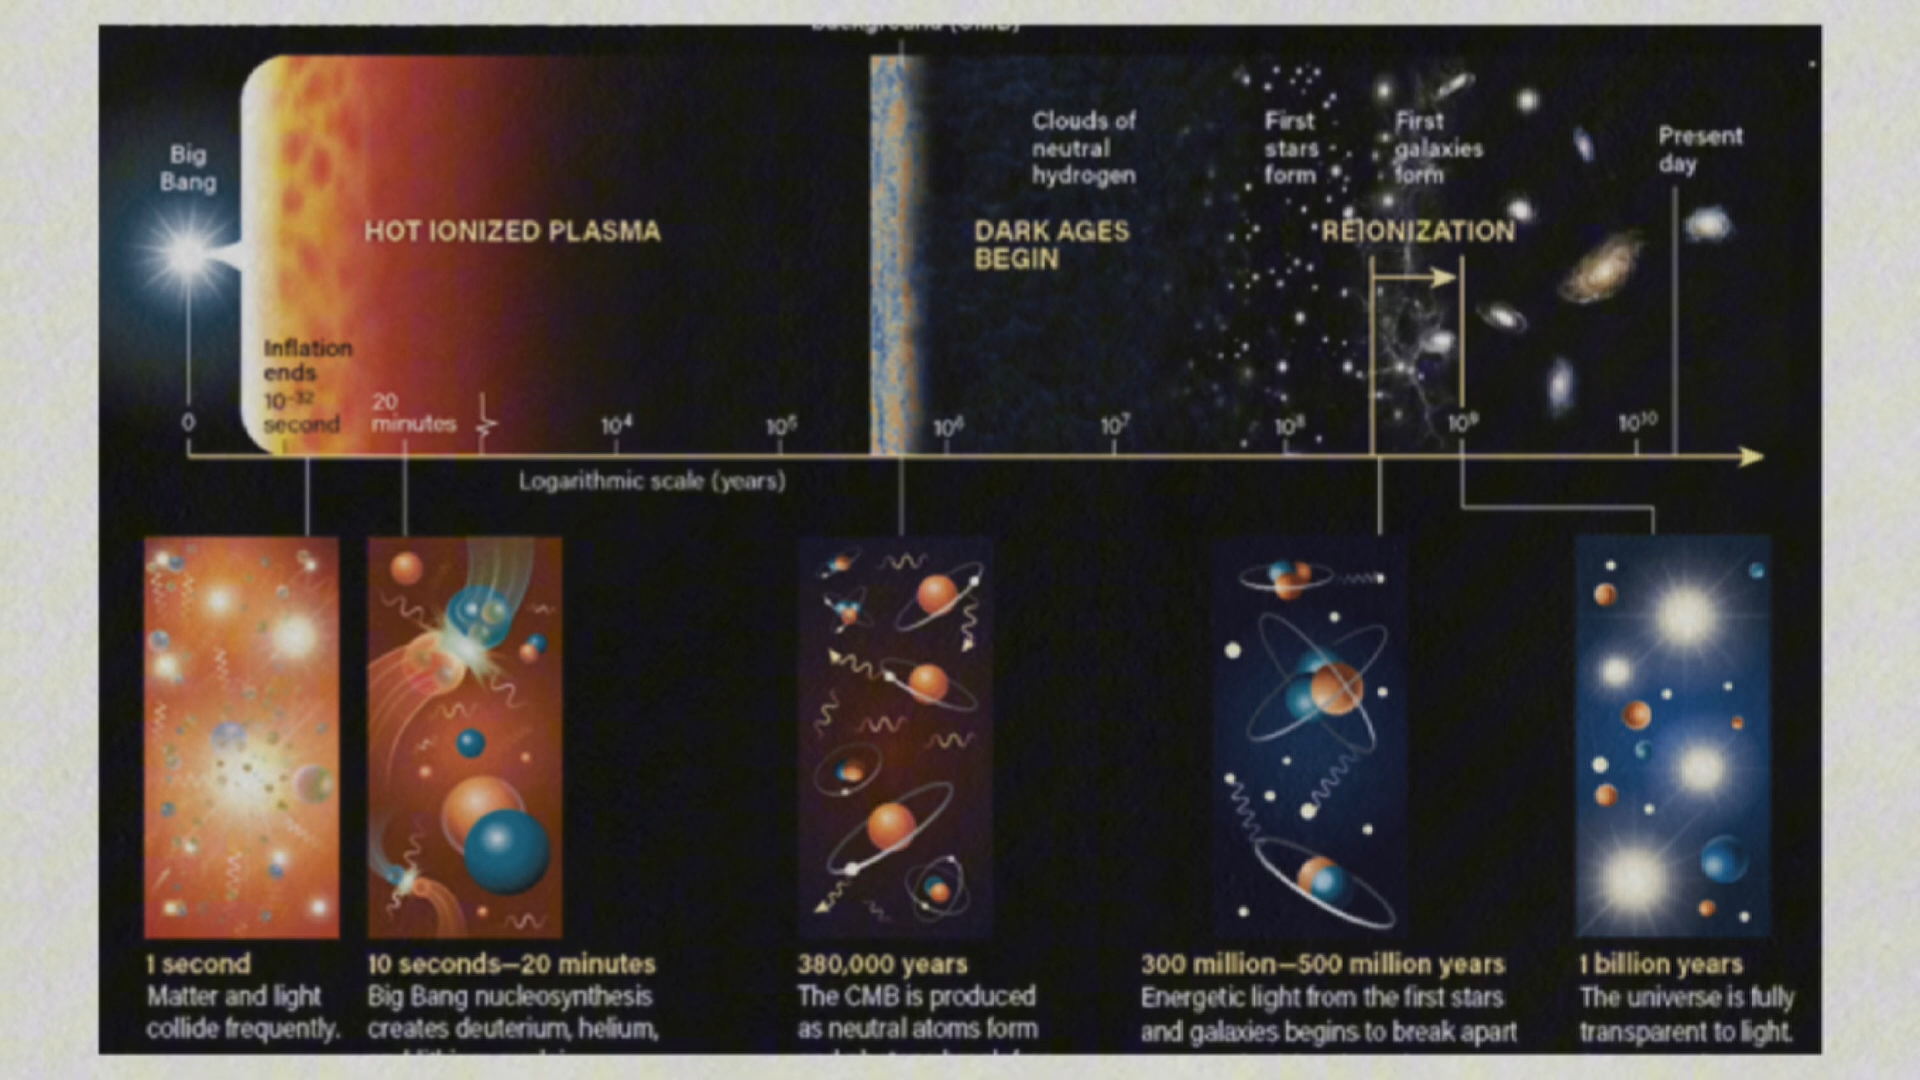 background (CMB)
Big
Bang
Clouds of
neutral
hydrogen
First
stars
form
First
galaxies
form
Present
day
HOT IONIZED PLASMA
DARK AGES
BEGIN
REIONIZATION
Inflation
ends
10⁻³²
second
0
20
minutes
10⁴
10⁵
10⁶
10⁷
10⁸
10⁹
10¹⁰
Logarithmic scale (years)
1 second
Matter and light
collide frequently.
10 seconds—20 minutes
Big Bang nucleosynthesis
creates deuterium, helium,
380,000 years
The CMB is produced
as neutral atoms form
300 million—500 million years
Energetic light from the first stars
and galaxies begins to break apart
1 billion years
The universe is fully
transparent to light.